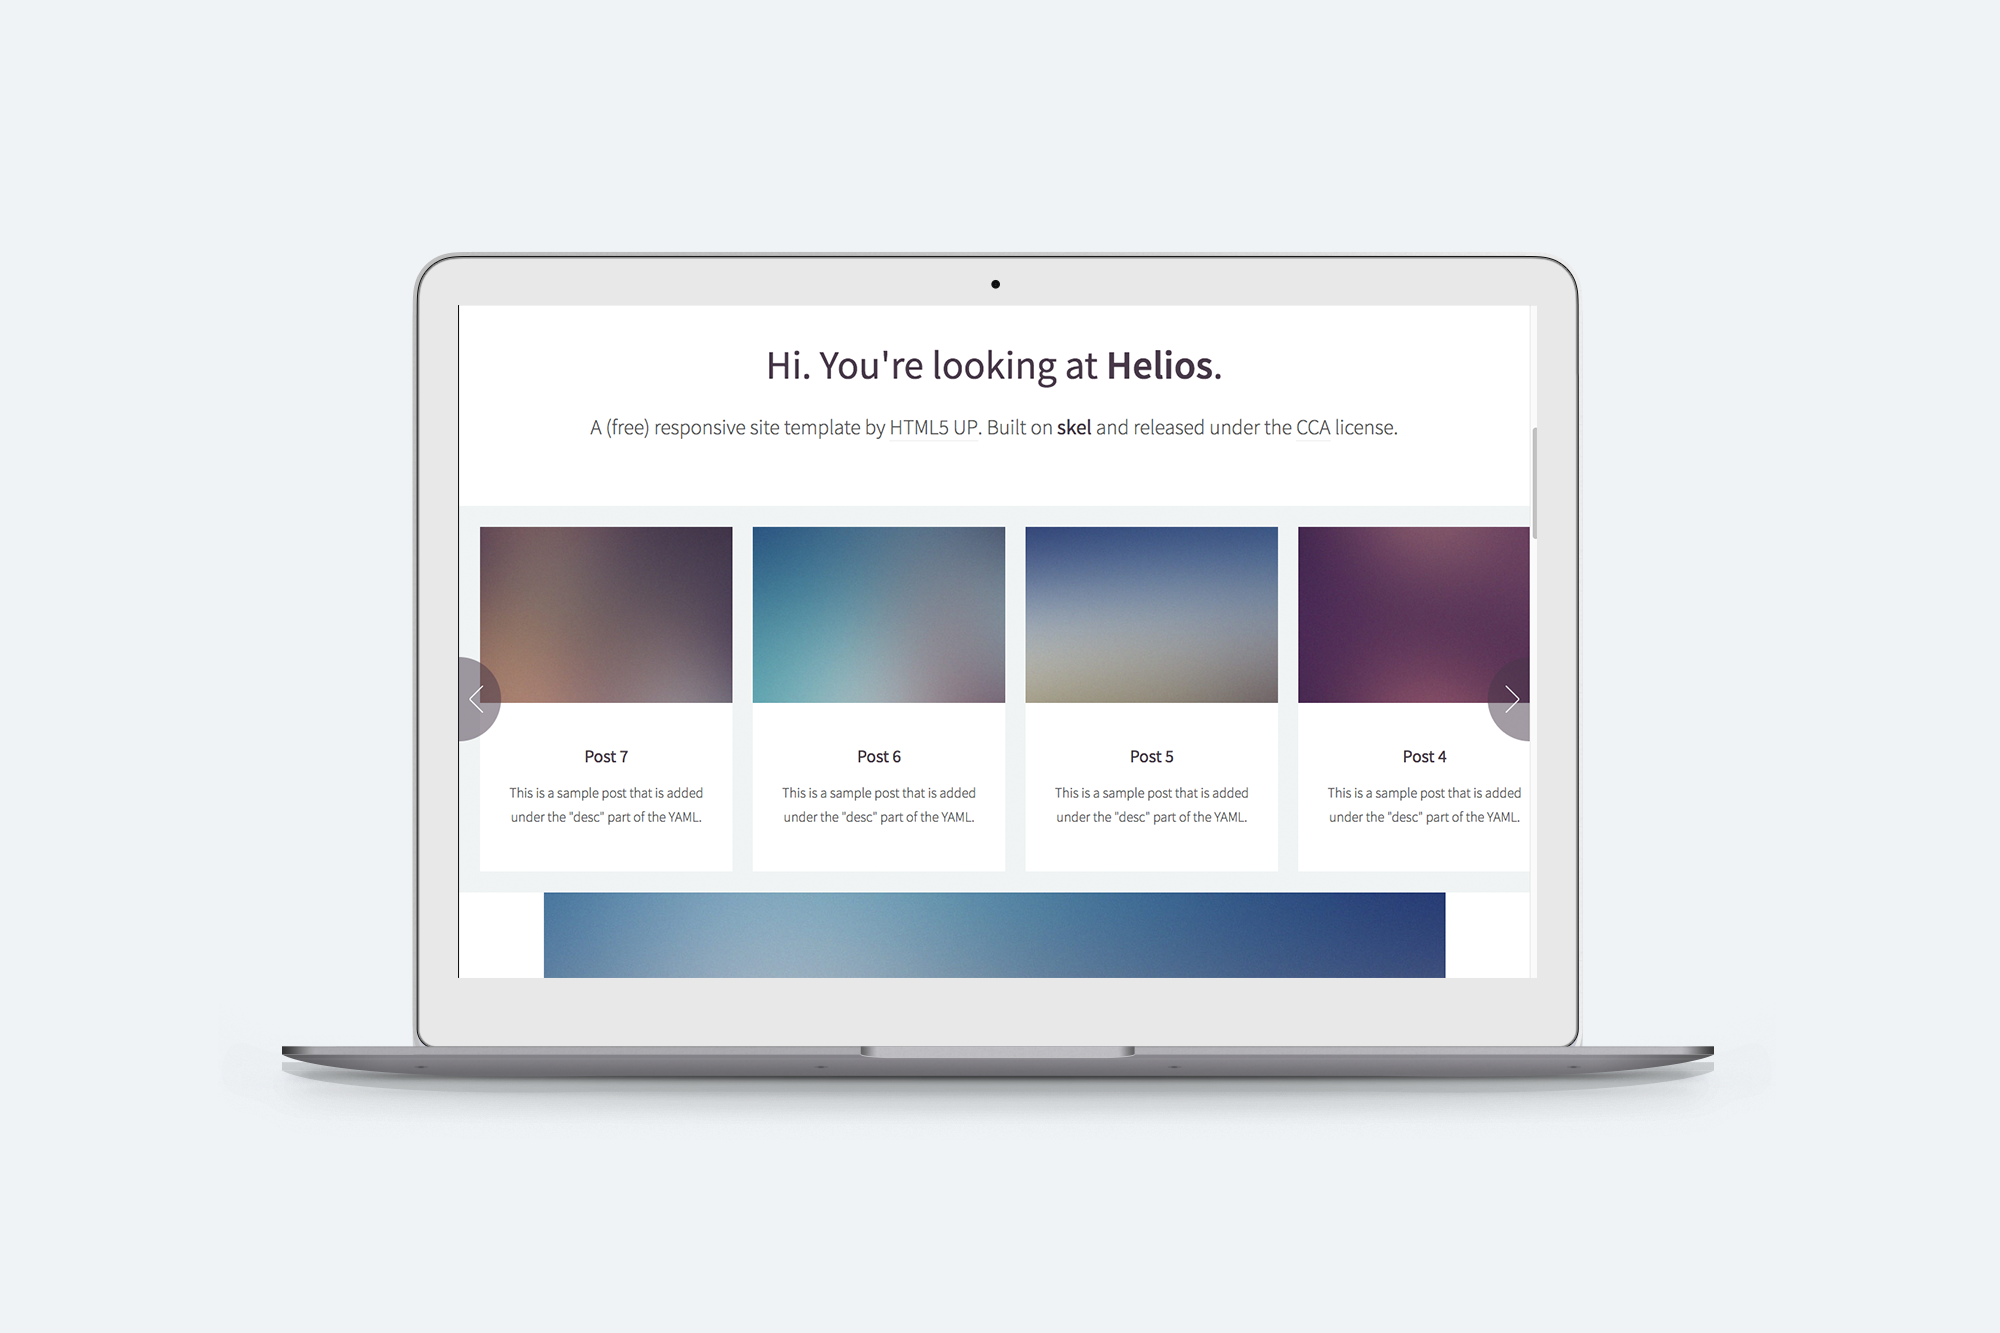 Hi. You're looking at Helios.
A (free) responsive site template by HTML5 UP. Built on skel and released under the CCA license.
Post 7
This is a sample post that is added
under the "desc" part of the YAML.
Post 6
This is a sample post that is added
under the "desc" part of the YAML.
Post 5
This is a sample post that is added
under the "desc" part of the YAML.
Post 4
This is a sample post that is added
under the "desc" part of the YAML.